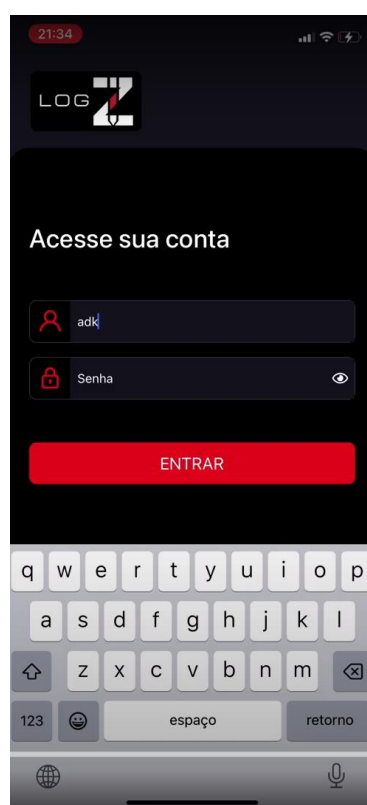 21:34
LOG Z
Acesse sua conta
adk
Senha
ENTRAR
q w e r t y u i o p
a s d f g h j k l
z x c v b n m
123 espaço retorno